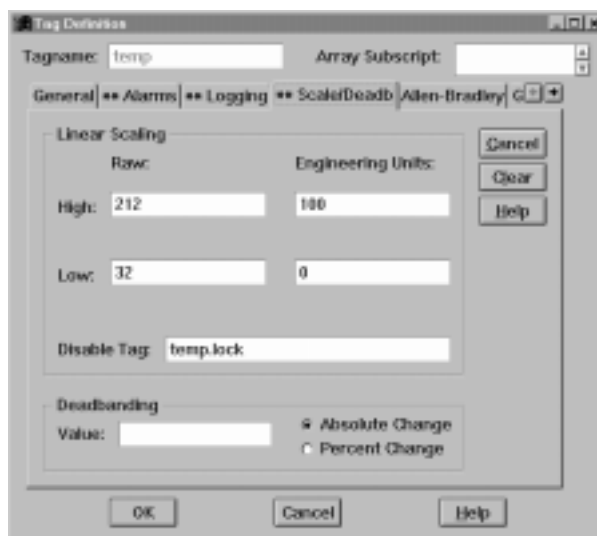 Tag Definition
Tagname: temp Array Subscript:
General ** Alarms ** Logging ** Scale/Deadb Allen-Bradley G
Linear Scaling
Raw: Engineering Units:
Cancel
Clear
Help
High: 212 100
Low: 32 0
Disable Tag: temp.lock
Deadbanding
Value: Absolute Change
Percent Change
OK Cancel Help